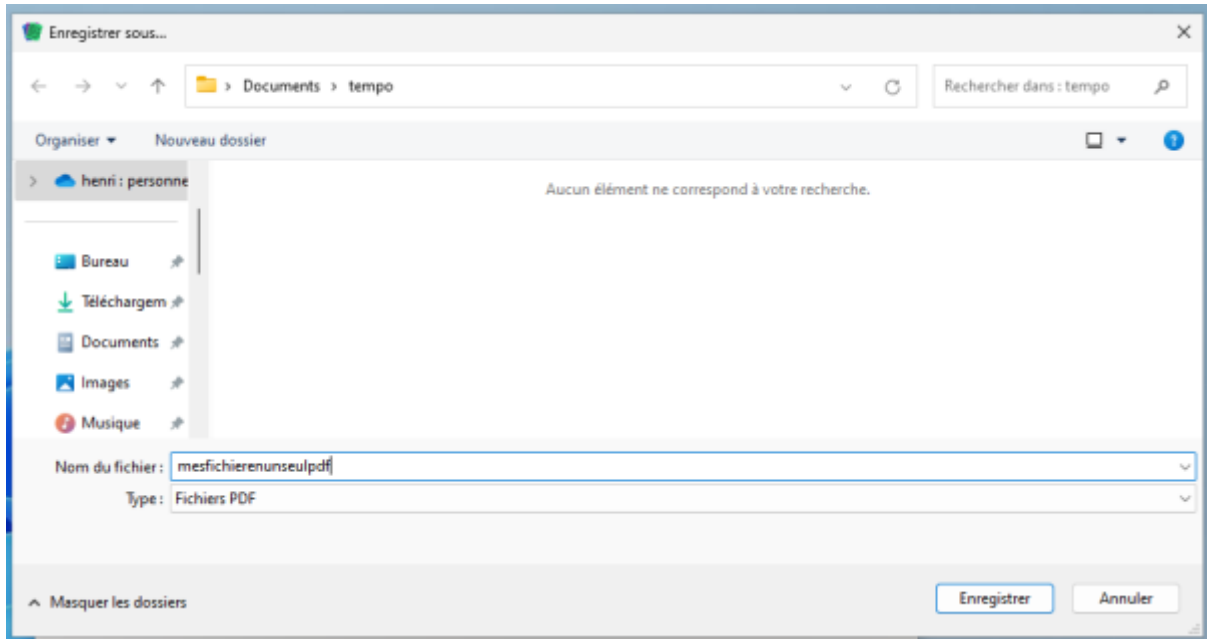 Enregistrer sous...
Documents > tempo
Rechercher dans : tempo
Organiser
Nouveau dossier
henri : personne
Aucun élément ne correspond à votre recherche.
Bureau
Téléchargem
Documents
Images
Musique
Nom du fichier : mesfichierenunseulpdf
Type : Fichiers PDF
Masquer les dossiers
Enregistrer
Annuler